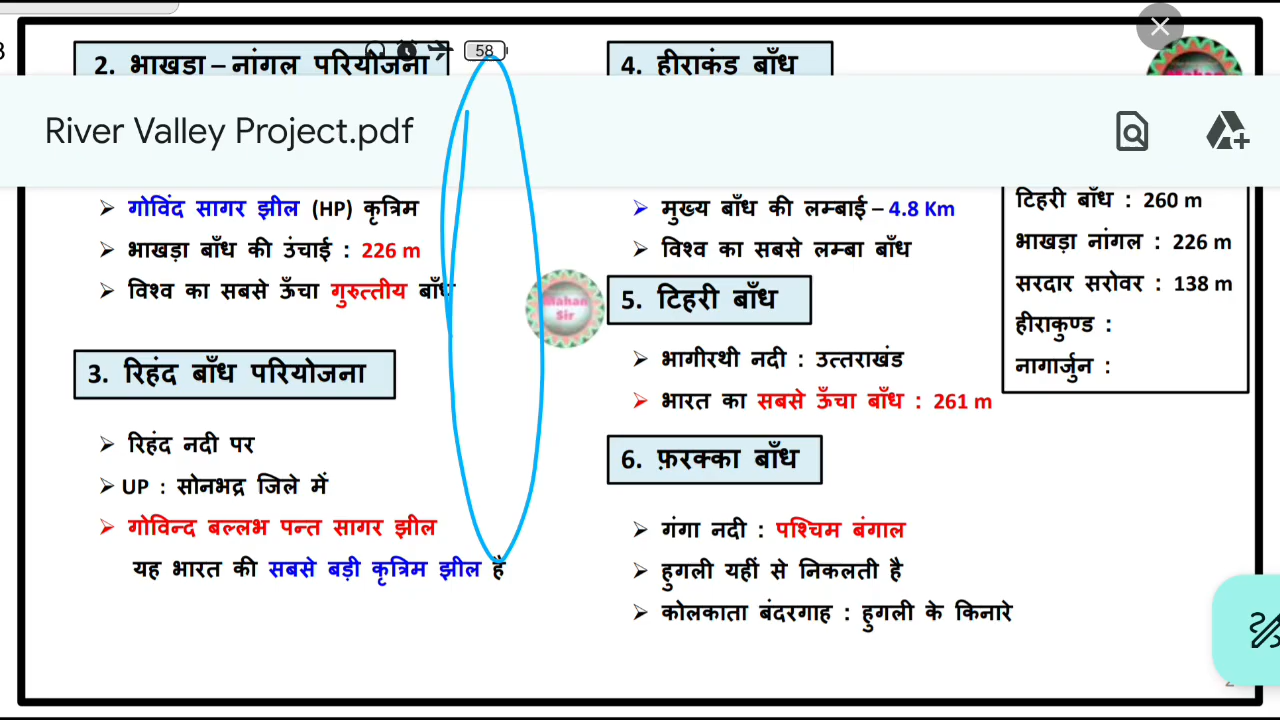 58
2. भाखडा – नांगल परियोजना
River Valley Project.pdf
गोविंद सागर झील (HP) कृत्रिम
भाखड़ा बाँध की उंचाई : 226 m
विश्व का सबसे ऊँचा गुरुत्तीय बाँध
3. रिहंद बाँध परियोजना
रिहंद नदी पर
UP : सोनभद्र जिले में
गोविन्द बल्लभ पन्त सागर झील
यह भारत की सबसे बड़ी कृत्रिम झील है
4. हीराकंड बाँध
मुख्य बाँध की लम्बाई – 4.8 Km
विश्व का सबसे लम्बा बाँध
5. टिहरी बाँध
भागीरथी नदी : उत्तराखंड
भारत का सबसे ऊँचा बाँध : 261 m
6. फ़रक्का बाँध
गंगा नदी : पश्चिम बंगाल
हुगली यहीं से निकलती है
कोलकाता बंदरगाह : हुगली के किनारे
टिहरी बाँध : 260 m
भाखड़ा नांगल : 226 m
सरदार सरोवर : 138 m
हीराकुण्ड :
नागार्जुन :
Mahan
Sir